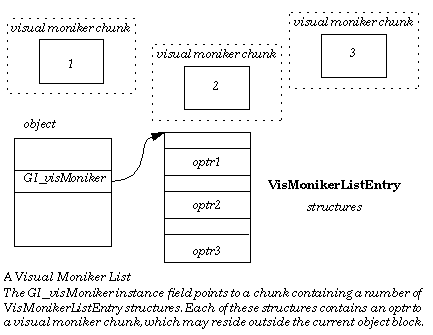 visual moniker chunk
1
visual moniker chunk
2
visual moniker chunk
3
object
GI_visMoniker
optr1
optr2
optr3
VisMonikerListEntry
structures
A Visual Moniker List
The GI_visMoniker instance field points to a chunk containing a number of
VisMonikerListEntry structures. Each of these structures contains an optr to
a visual moniker chunk, which may reside outside the current object block.